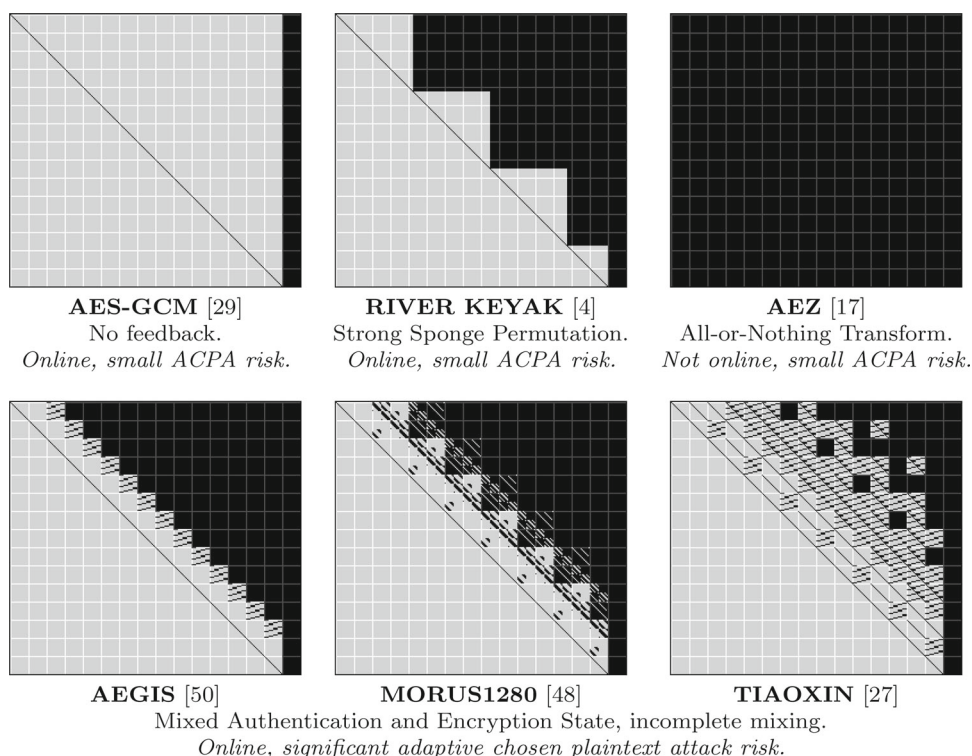 AES-GCM [29]
No feedback.
Online, small ACPA risk.
RIVER KEYAK [4]
Strong Sponge Permutation.
Online, small ACPA risk.
AEZ [17]
All-or-Nothing Transform.
Not online, small ACPA risk.
AEGIS [50]
MORUS1280 [48]
TIAOXIN [27]
Mixed Authentication and Encryption State, incomplete mixing.
Online, significant adaptive chosen plaintext attack risk.